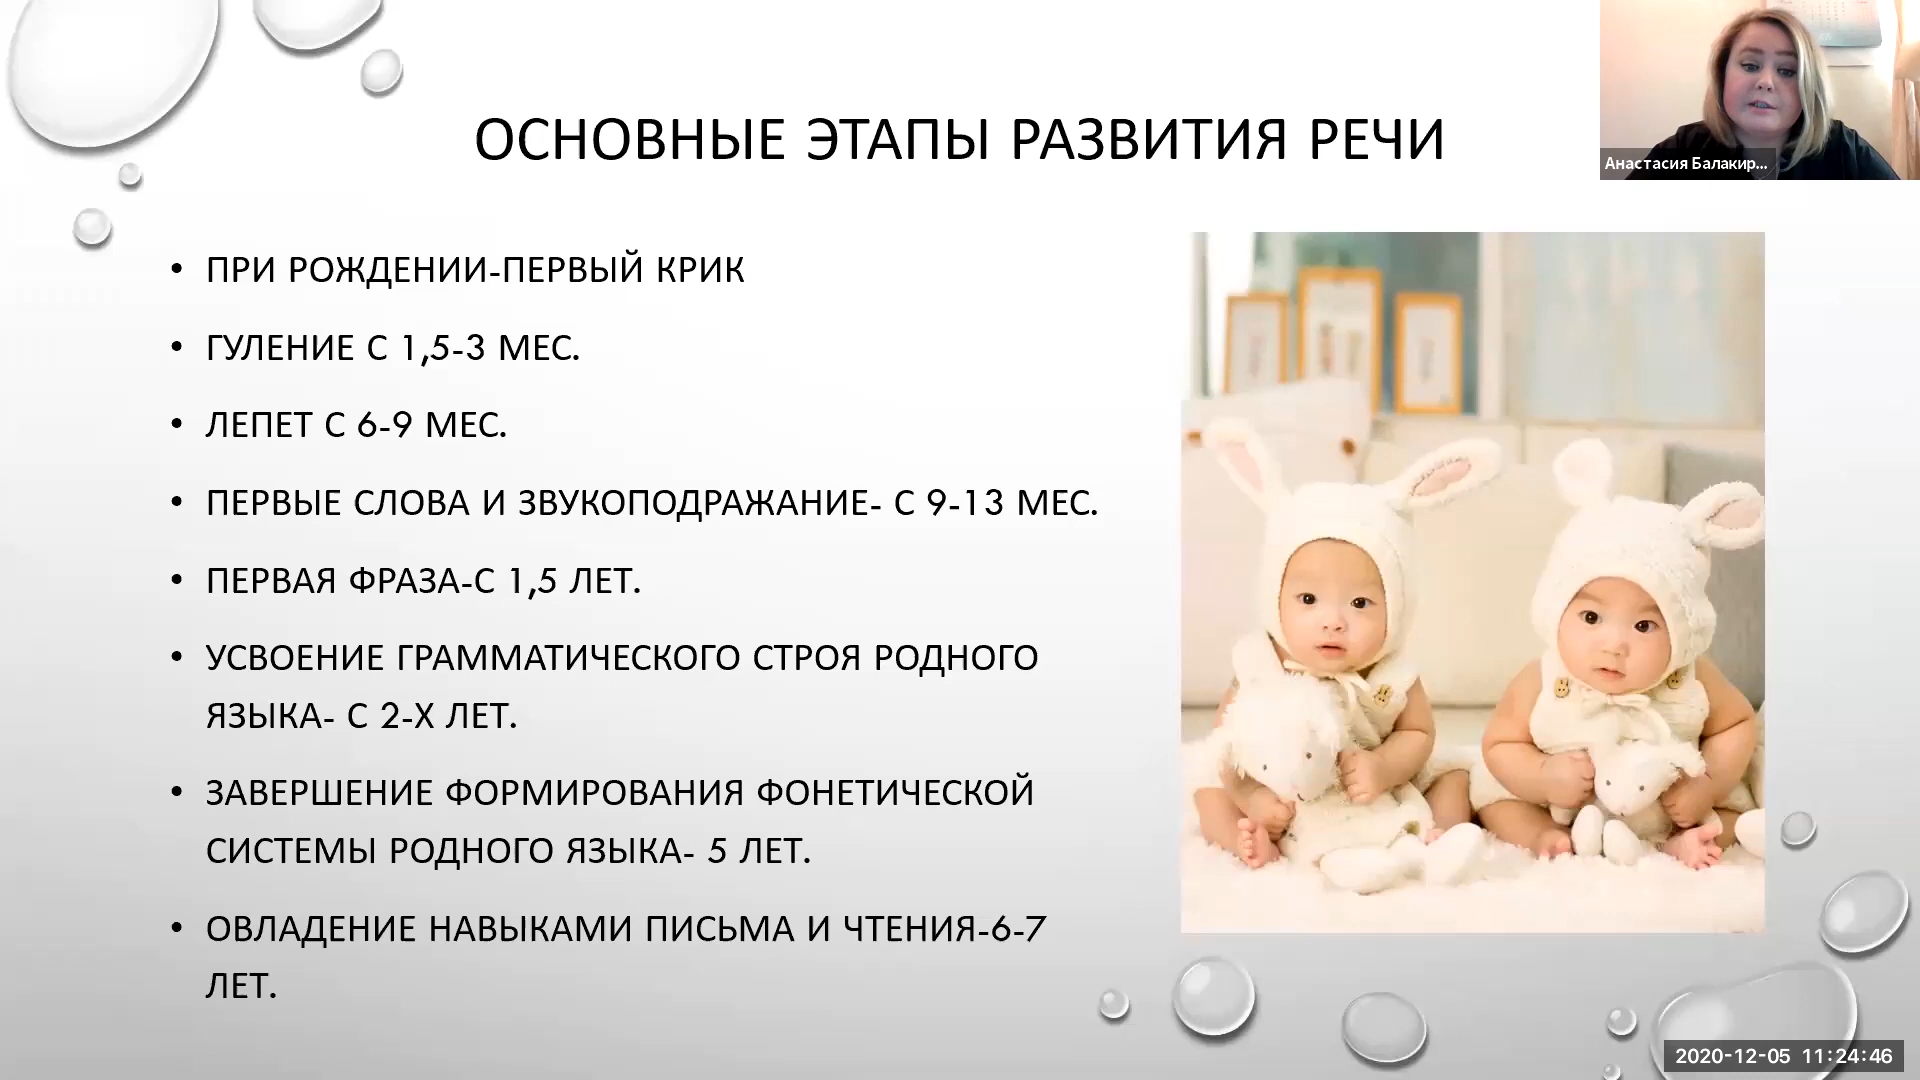 ОСНОВНЫЕ ЭТАПЫ РАЗВИТИЯ РЕЧИ
Анастасия Балакир...
• ПРИ РОЖДЕНИИ-ПЕРВЫЙ КРИК
• ГУЛЕНИЕ С 1,5-3 МЕС.
• ЛЕПЕТ С 6-9 МЕС.
• ПЕРВЫЕ СЛОВА И ЗВУКОПОДРАЖАНИЕ- С 9-13 МЕС.
• ПЕРВАЯ ФРАЗА-С 1,5 ЛЕТ.
• УСВОЕНИЕ ГРАММАТИЧЕСКОГО СТРОЯ РОДНОГО
ЯЗЫКА- С 2-Х ЛЕТ.
• ЗАВЕРШЕНИЕ ФОРМИРОВАНИЯ ФОНЕТИЧЕСКОЙ
СИСТЕМЫ РОДНОГО ЯЗЫКА- 5 ЛЕТ.
• ОВЛАДЕНИЕ НАВЫКАМИ ПИСЬМА И ЧТЕНИЯ-6-7
ЛЕТ.
2020-12-05 11:24:46